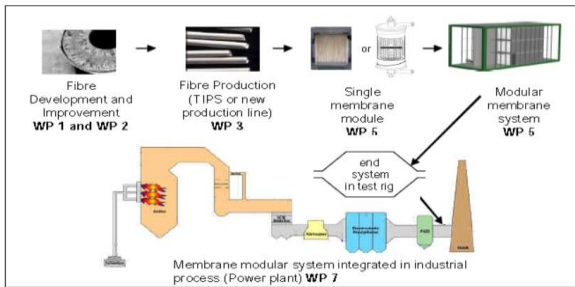 Fibre
Development and
Improvement
WP 1 and WP 2
Fibre Production
(TIPS or new
production line)
WP 3
or
Single
membrane
module
WP 5
Modular
membrane
system
WP 5
end
system
in test rig
Membrane modular system integrated in industrial
process (Power plant) WP 7